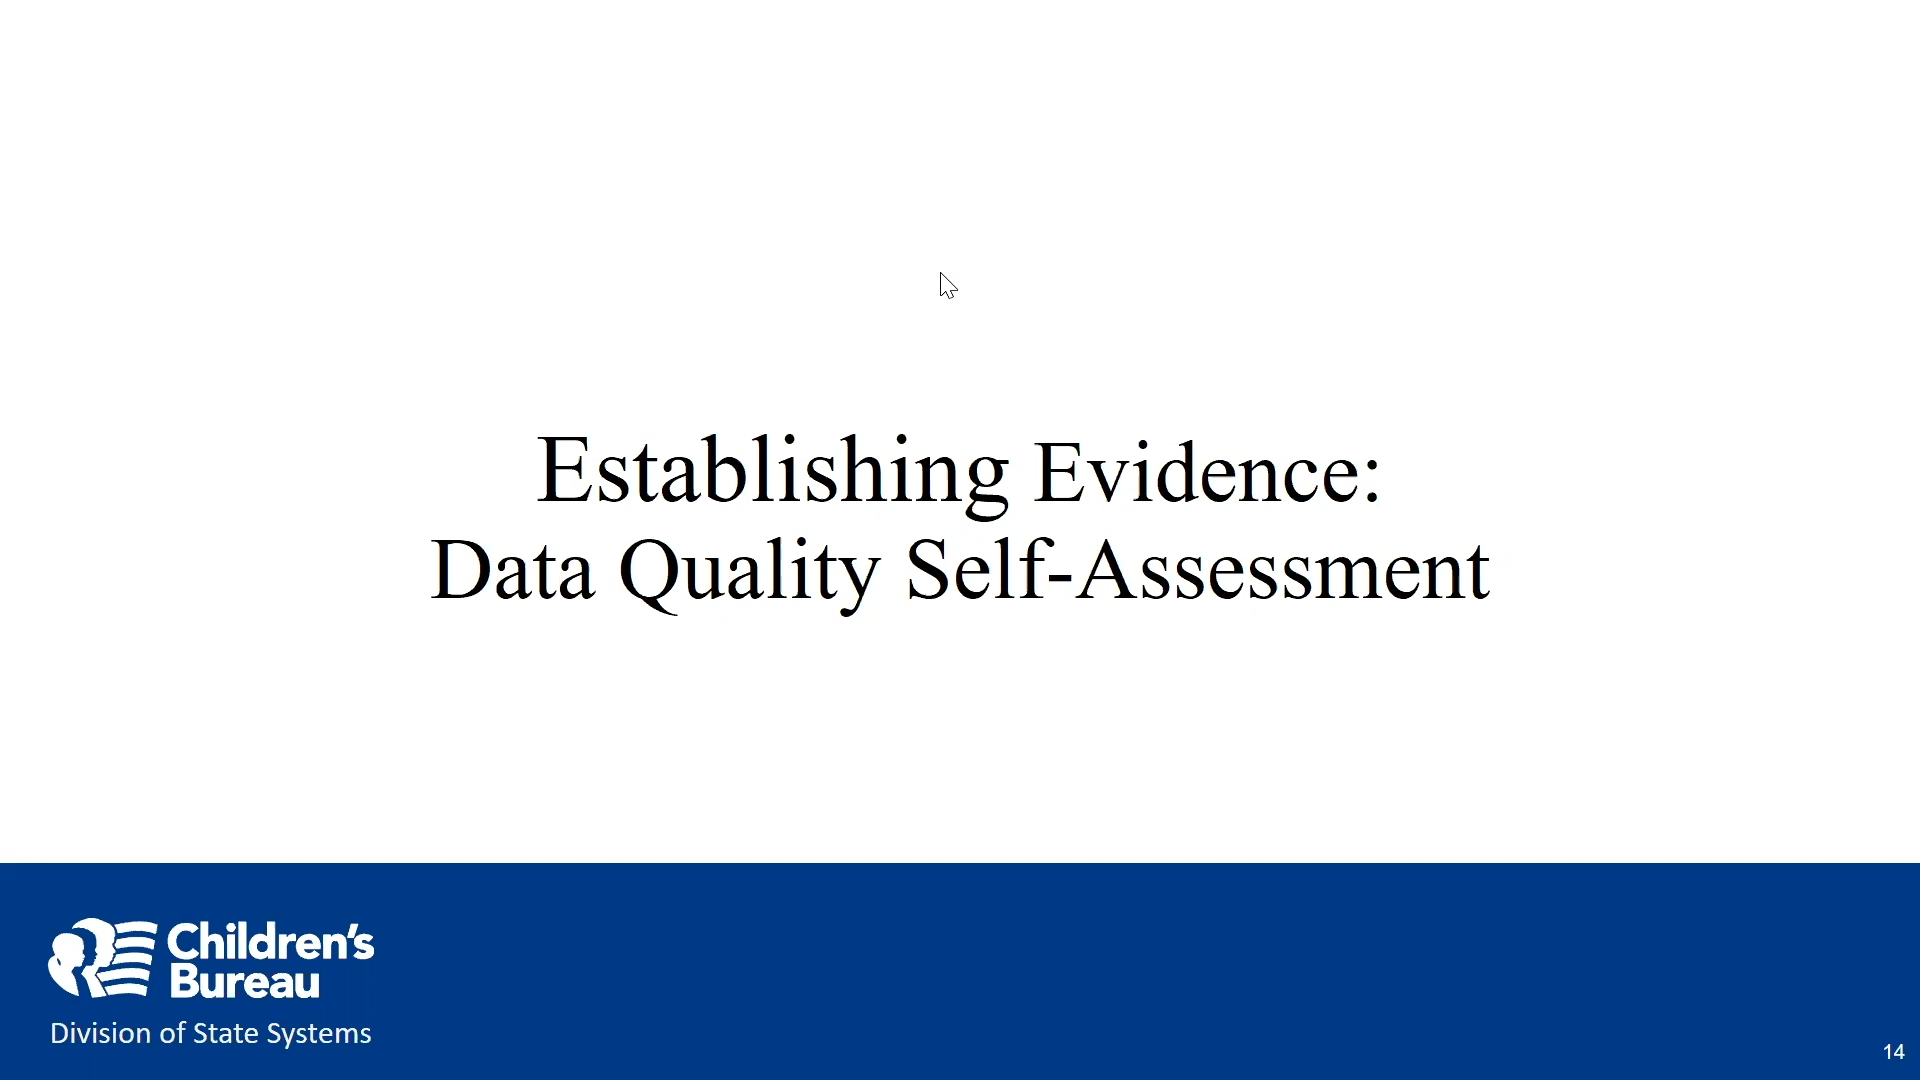 Establishing Evidence:
Data Quality Self-Assessment
Children's
Bureau
Division of State Systems
14